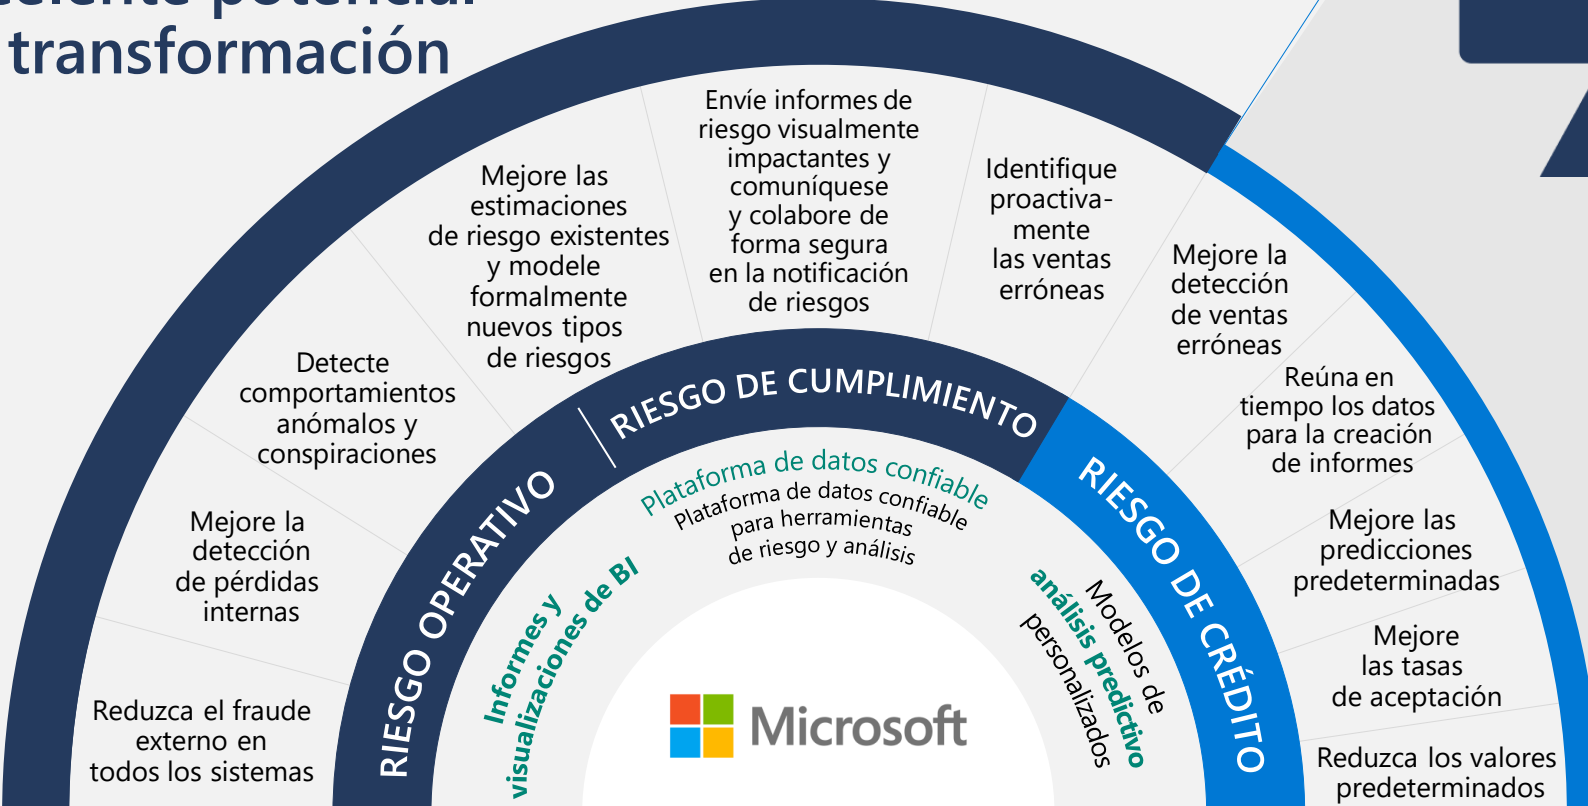 transformación
Reduzca el fraude
externo en
todos los sistemas
Mejore la
detección
de pérdidas
internas
Detecte
comportamientos
anómalos y
conspiraciones
Mejore las
estimaciones
de riesgo existentes
y modele
formalmente
nuevos tipos
de riesgos
Envíe informes de
riesgo visualmente
impactantes y
comuníquese
y colabore de
forma segura
en la notificación
de riesgos
Identifique
proactiva-
mente
las ventas
erróneas
Mejore la
detección
de ventas
erróneas
Reúna en
tiempo los datos
para la creación
de informes
Mejore las
predicciones
predeterminadas
Mejore
las tasas
de aceptación
Reduzca los valores
predeterminados
RIESGO OPERATIVO
RIESGO DE CUMPLIMIENTO
RIESGO DE CRÉDITO
Informes y
visualizaciones de BI
Plataforma de datos confiable
Plataforma de datos confiable
para herramientas
de riesgo y análisis
Modelos de
análisis predictivo
personalizados
Microsoft